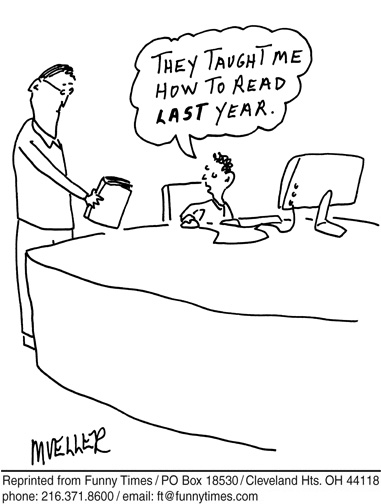 THEY TAUGHT ME
HOW TO READ
LAST YEAR.
MUELLER
Reprinted from Funny Times / PO Box 18530 / Cleveland Hts. OH 44118
phone: 216.371.8600 / email: ft@funnytimes.com